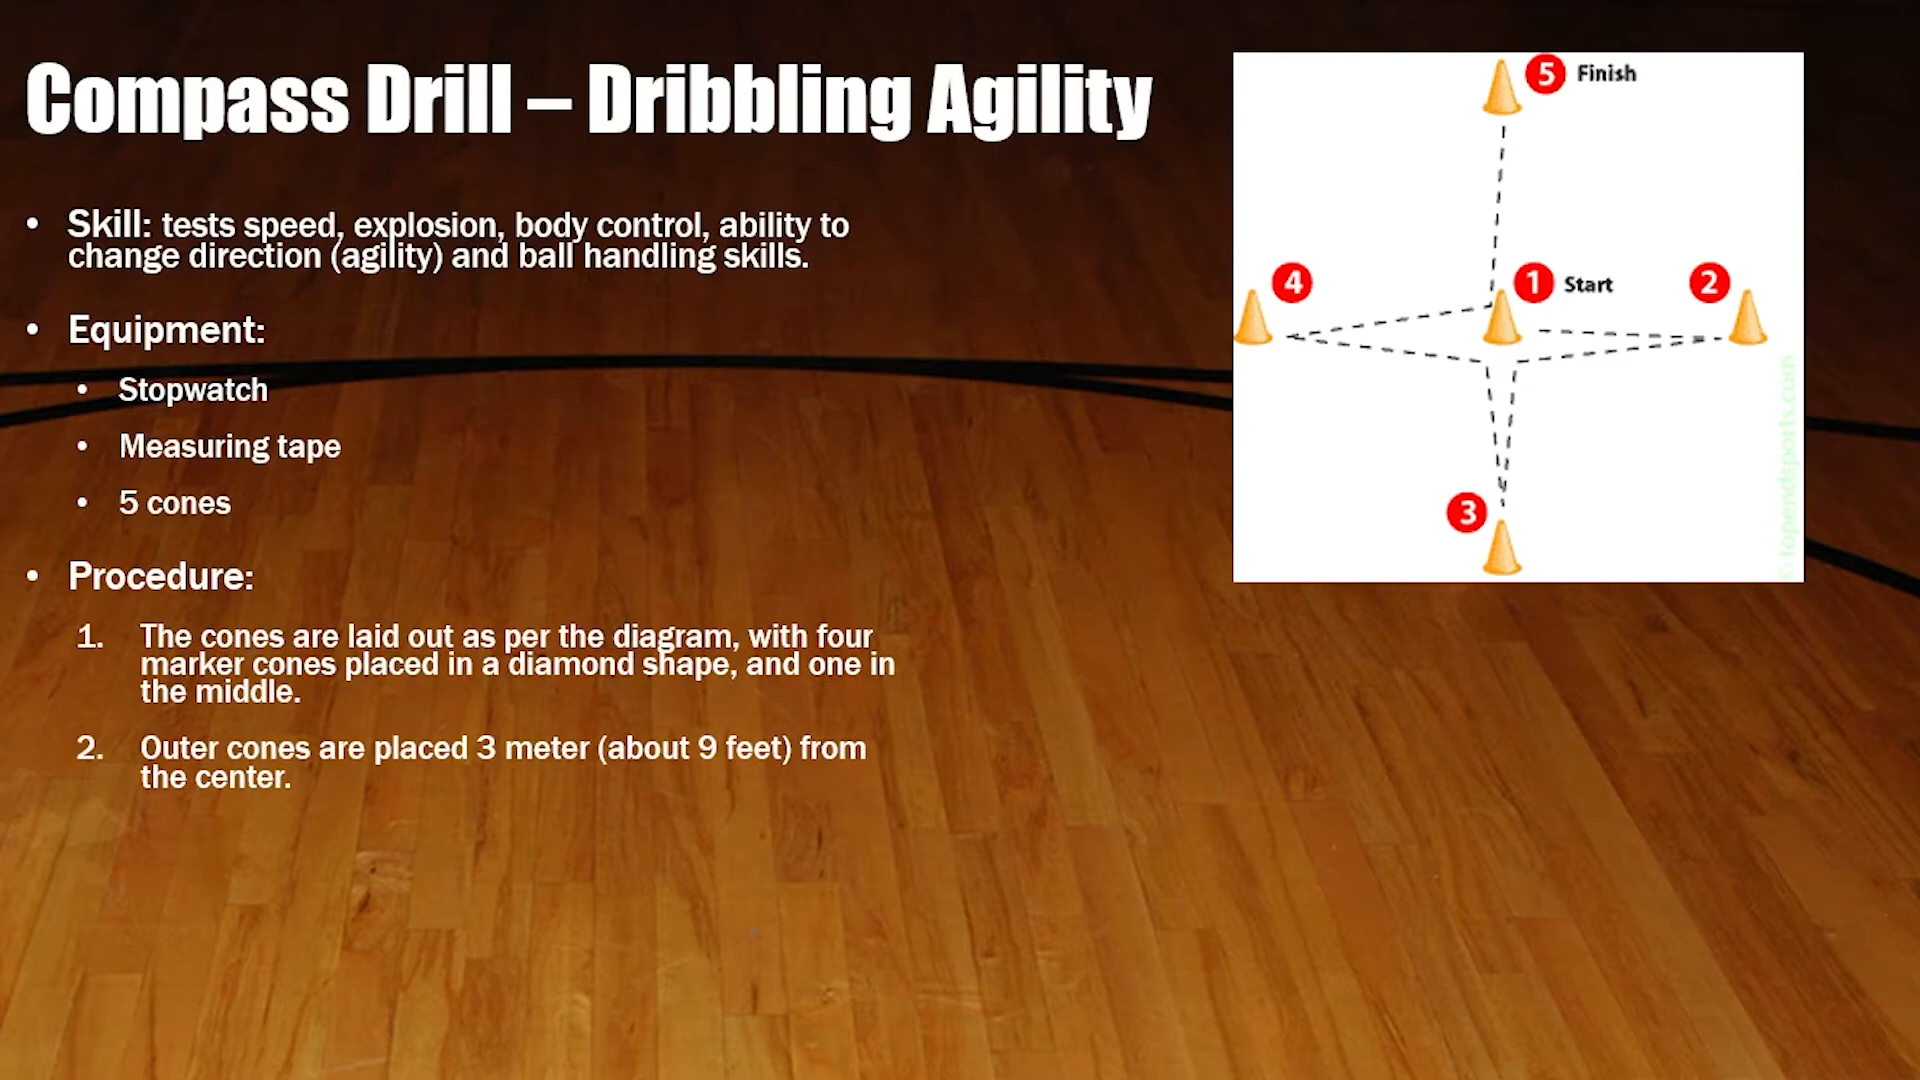 Compass Drill – Dribbling Agility
• Skill: tests speed, explosion, body control, ability to
change direction (agility) and ball handling skills.
• Equipment:
• Stopwatch
• Measuring tape
• 5 cones
• Procedure:
1. The cones are laid out as per the diagram, with four
marker cones placed in a diamond shape, and one in
the middle.
2. Outer cones are placed 3 meter (about 9 feet) from
the center.
5 Finish
4
1 Start
2
3
© topendsports.com